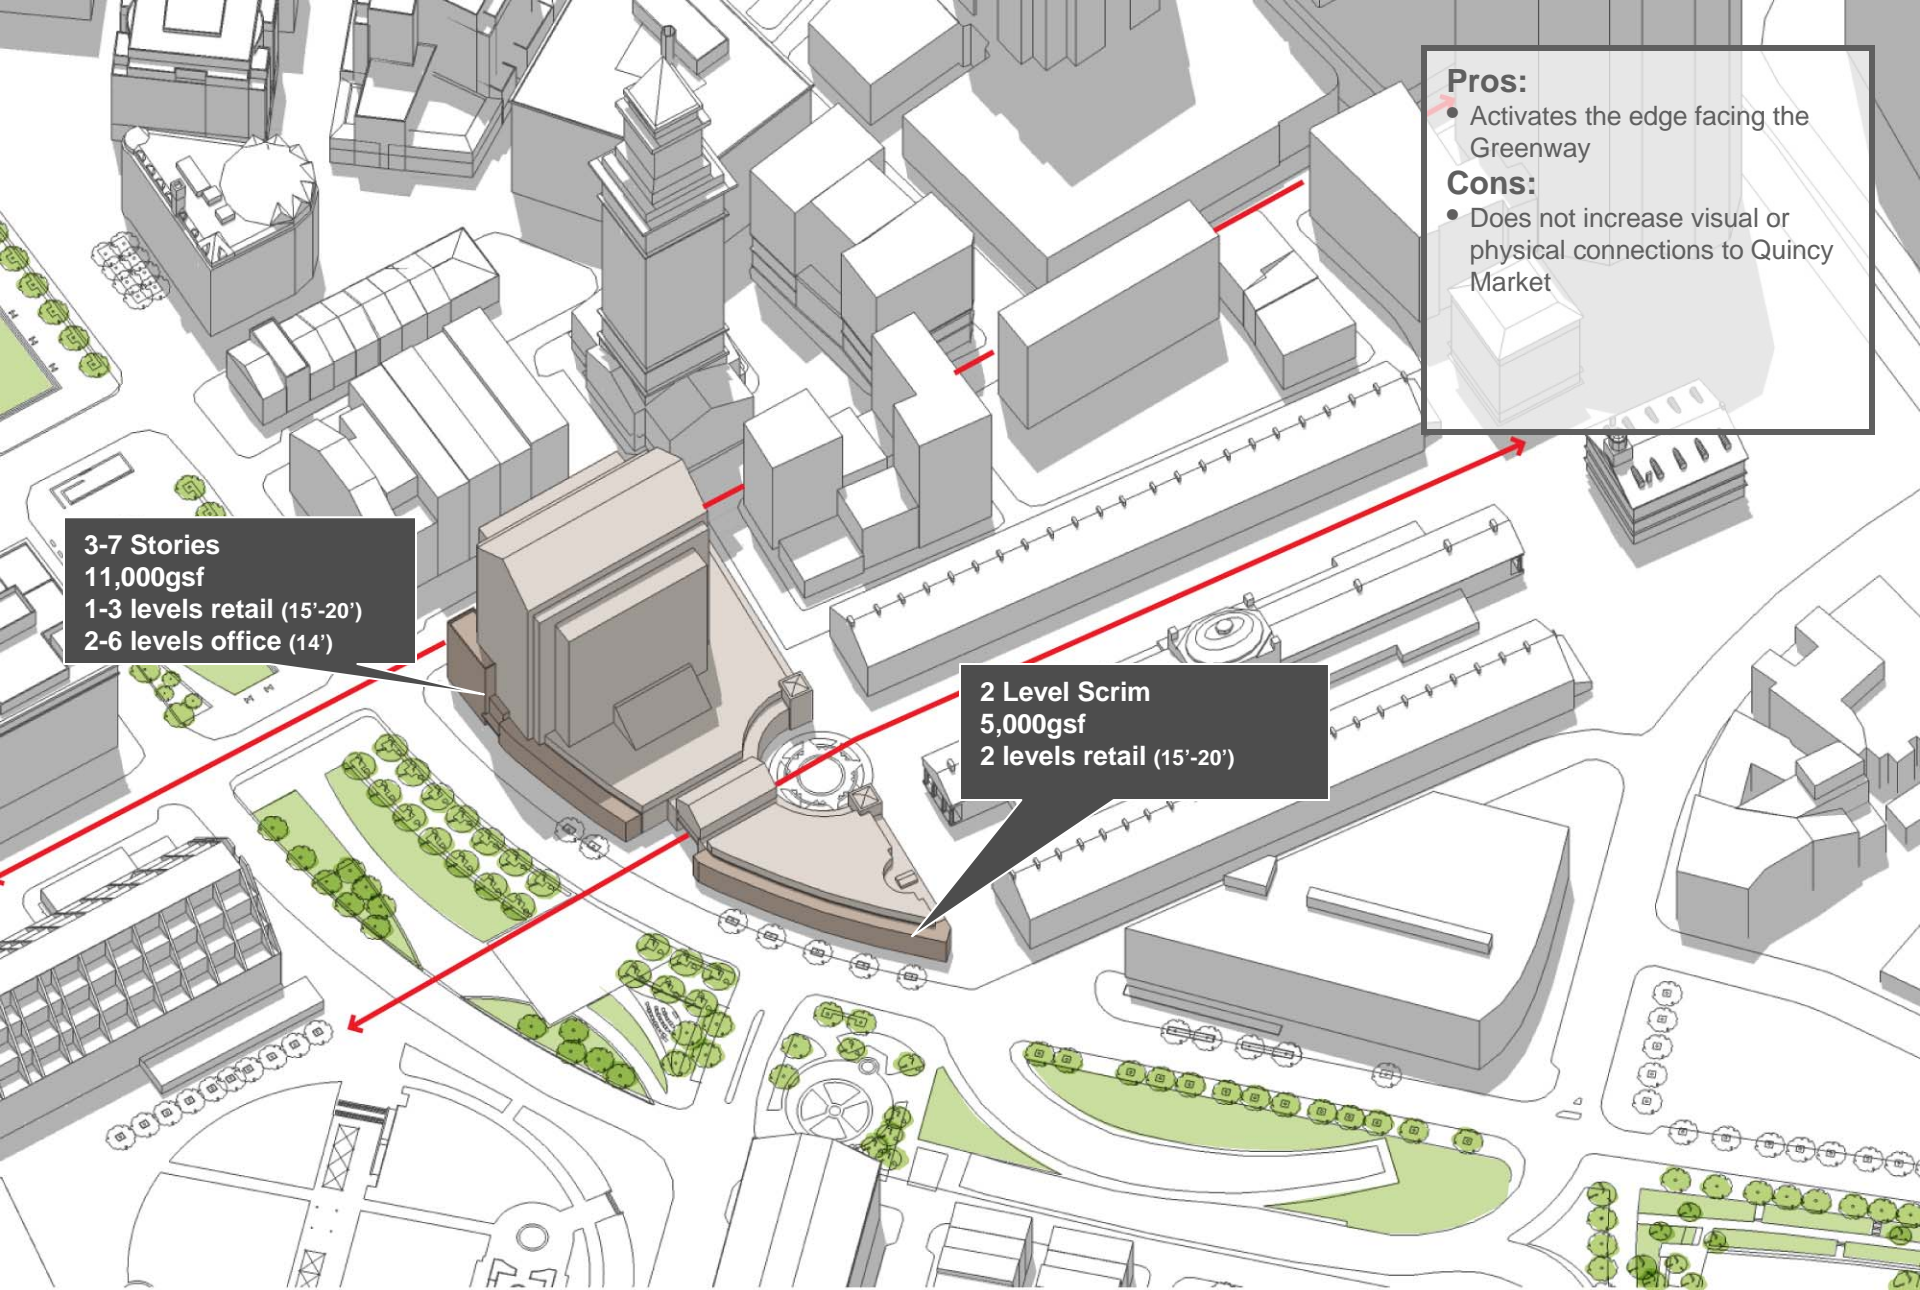 Pros:
• Activates the edge facing the
Greenway
Cons:
• Does not increase visual or
physical connections to Quincy
Market
3-7 Stories
11,000gsf
1-3 levels retail (15’-20’)
2-6 levels office (14’)
2 Level Scrim
5,000gsf
2 levels retail (15’-20’)